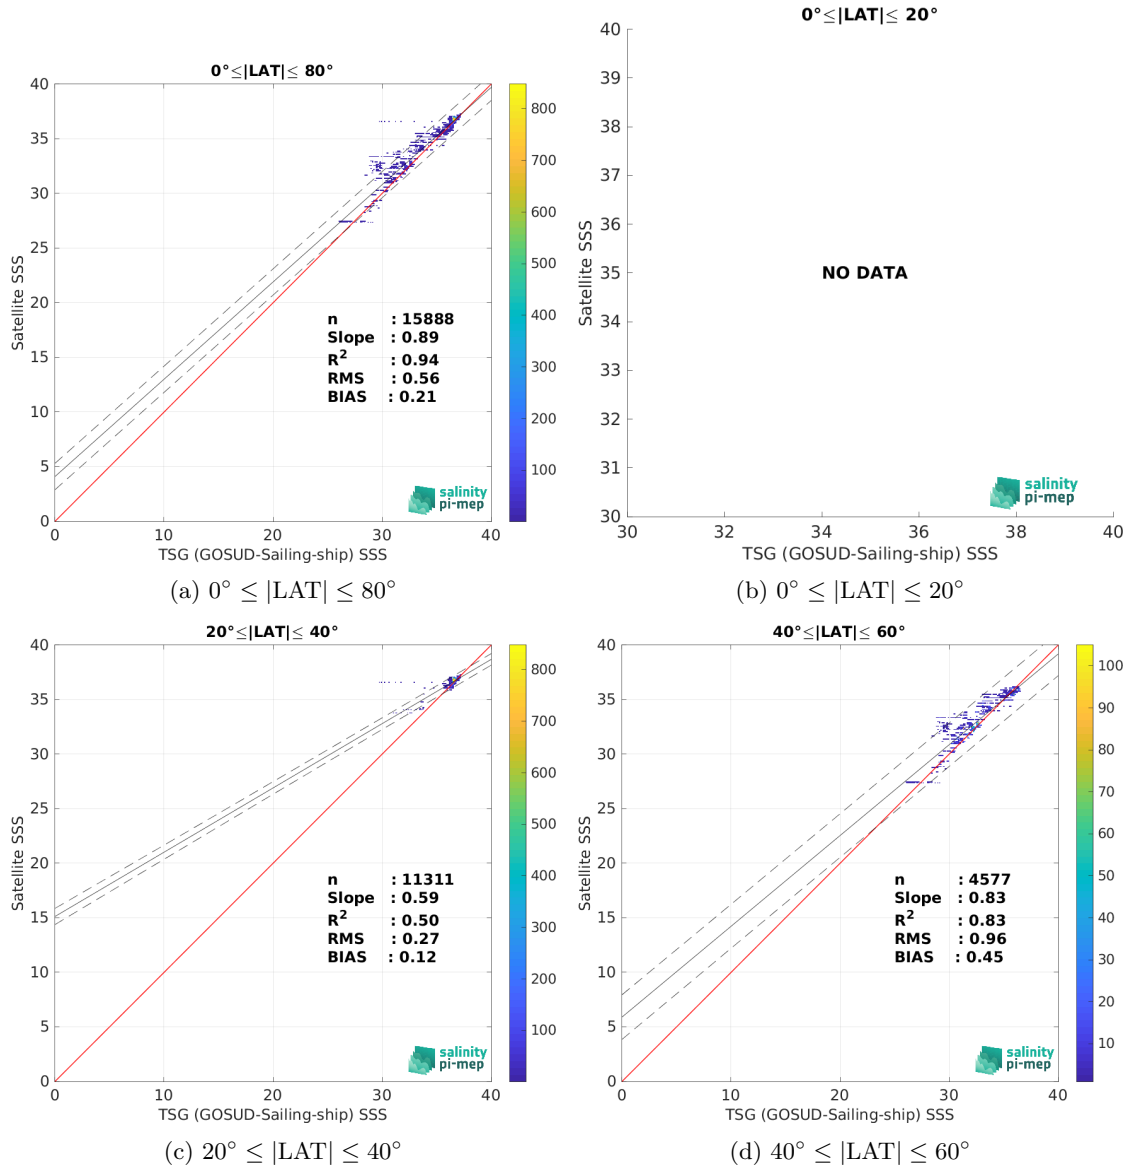 0°≤|LAT|≤ 80°
40
35
30
25
20
15
10
5
0
Satellite SSS
0
10
20
30
40
TSG (GOSUD-Sailing-ship) SSS
800
700
600
500
400
300
200
100
n : 15888
Slope : 0.89
R² : 0.94
RMS : 0.56
BIAS : 0.21
salinity
pi-mep
(a) 0° ≤ |LAT| ≤ 80°
0°≤|LAT|≤ 20°
40
39
38
37
36
35
34
33
32
31
30
Satellite SSS
NO DATA
30
32
34
36
38
40
TSG (GOSUD-Sailing-ship) SSS
salinity
pi-mep
(b) 0° ≤ |LAT| ≤ 20°
20°≤|LAT|≤ 40°
40
35
30
25
20
15
10
5
0
Satellite SSS
0
10
20
30
40
TSG (GOSUD-Sailing-ship) SSS
800
700
600
500
400
300
200
100
n : 11311
Slope : 0.59
R² : 0.50
RMS : 0.27
BIAS : 0.12
salinity
pi-mep
(c) 20° ≤ |LAT| ≤ 40°
40°≤|LAT|≤ 60°
40
35
30
25
20
15
10
5
0
Satellite SSS
0
10
20
30
40
TSG (GOSUD-Sailing-ship) SSS
100
90
80
70
60
50
40
30
20
10
n : 4577
Slope : 0.83
R² : 0.83
RMS : 0.96
BIAS : 0.45
salinity
pi-mep
(d) 40° ≤ |LAT| ≤ 60°